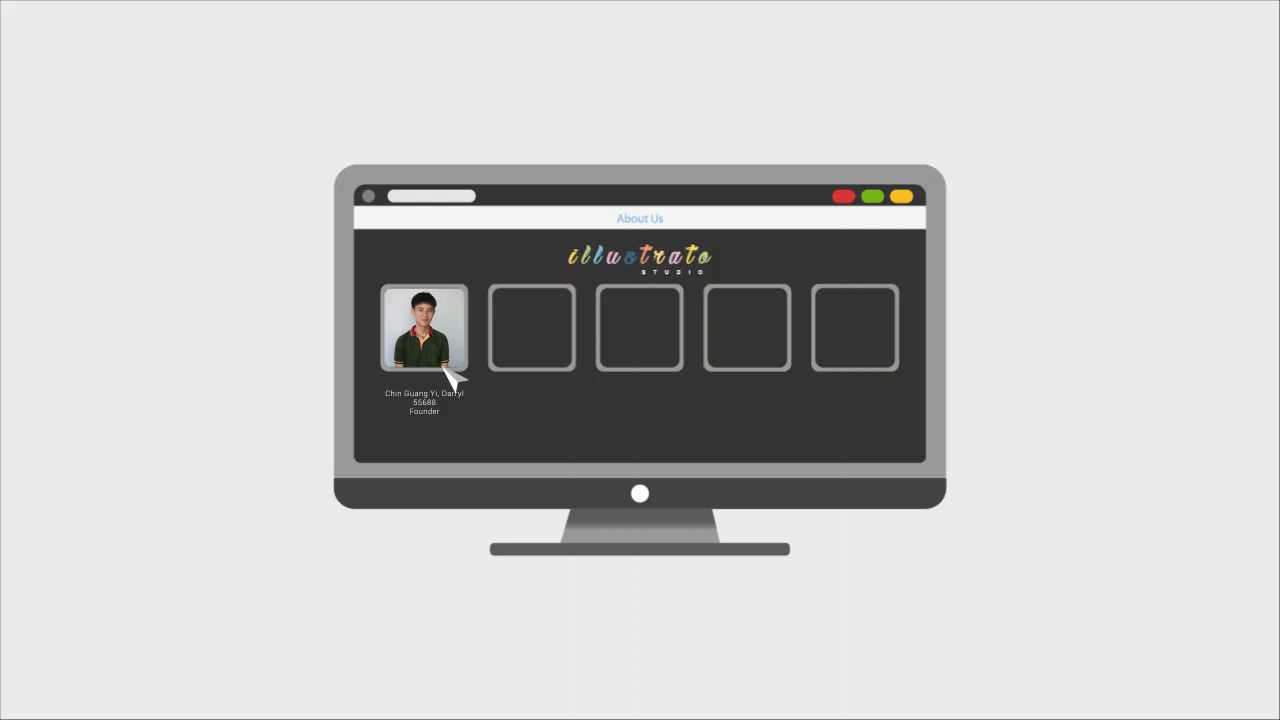 About Us
illustrato
STUDIO
Chin Guang Yi, Darryl
55688
Founder